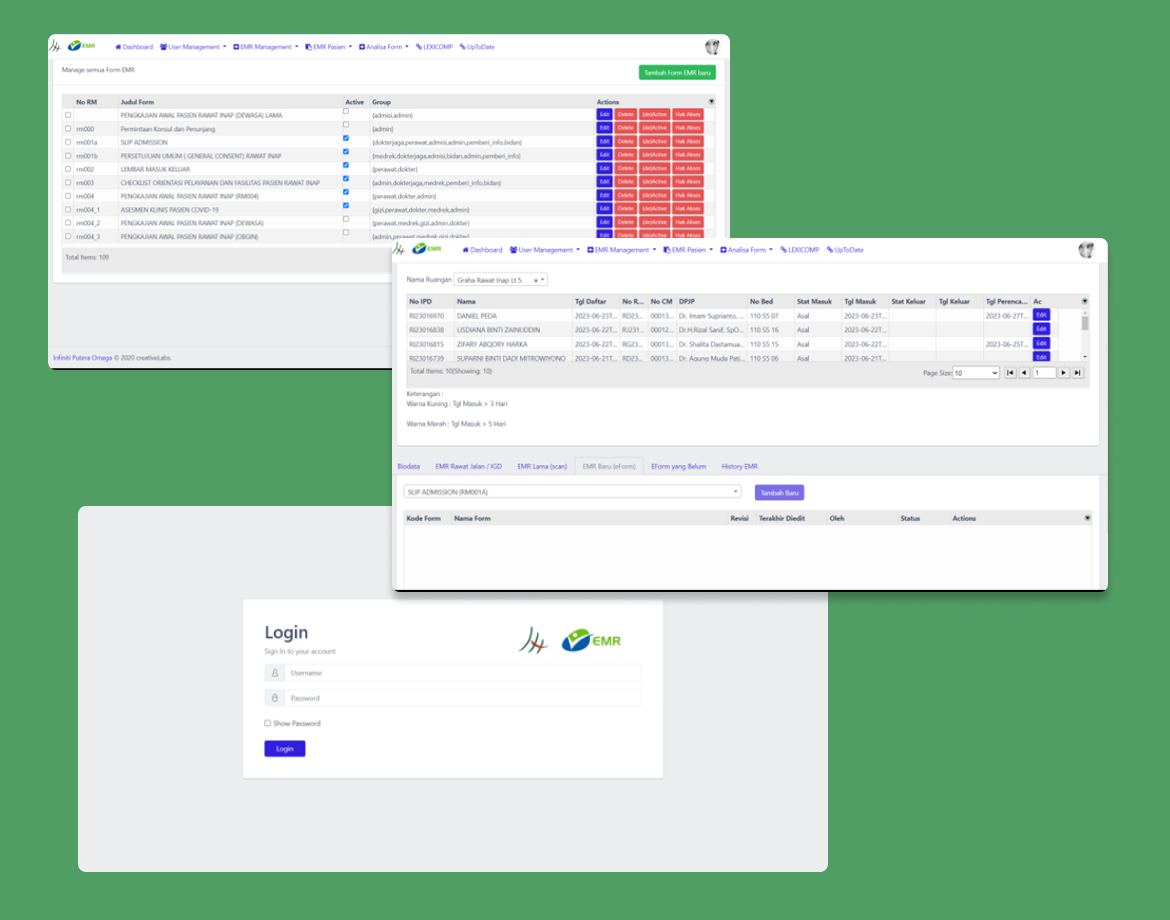 EMR Dashboard User Management EMR Management EMR Pasien Analisa Form LEXICOMP UpToDate
Manage semua Form EMR
Tambah Form EMR baru
No RM Judul Form Active Group Actions
PENGKAJIAN AWAL PASIEN RAWAT INAP (DEWASA) LAMA {admisi,admin} Edit Delete (de)Active Hak Akses
rm000 Permintaan Konsul dan Penunjang {admin} Edit Delete (de)Active Hak Akses
rm001a SLIP ADMISSION {dokterjaga,perawat,admisi,admin,pemberi_info,bidan} Edit Delete (de)Active Hak Akses
rm001b PERSETUJUAN UMUM ( GENERAL CONSENT) RAWAT INAP {medrek,dokterjaga,admisi,bidan,admin,pemberi_info} Edit Delete (de)Active Hak Akses
rm002 LEMBAR MASUK KELUAR {perawat,dokter} Edit Delete (de)Active Hak Akses
rm003 CHECKLIST ORIENTASI PELAYANAN DAN FASILITAS PASIEN RAWAT INAP {admin,dokterjaga,medrek,pemberi_info,bidan} Edit Delete (de)Active Hak Akses
rm004 PENGKAJIAN AWAL PASIEN RAWAT INAP (RM004) {perawat,dokter,admin} Edit Delete (de)Active Hak Akses
rm004_1 ASESMEN KLINIS PASIEN COVID-19 {gizi,perawat,dokter,medrek,admin} Edit Delete (de)Active Hak Akses
rm004_2 PENGKAJIAN AWAL PASIEN RAWAT INAP (DEWASA) {perawat,medrek,gizi,admin,dokter} Edit Delete (de)Active Hak Akses
rm004_3 PENGKAJIAN AWAL PASIEN RAWAT INAP (OBGIN) {admin,perawat,medrek,gizi,dokter} Edit Delete (de)Active Hak Akses
Total Items: 109
Infiniti Putera Omega © 2020 creativeLabs.
EMR Dashboard User Management EMR Management EMR Pasien Analisa Form LEXICOMP UpToDate
Nama Ruangan Graha Rawat Inap Lt 5
No IPD Nama Tgl Daftar No R... No CM DPJP No Bed Stat Masuk Tgl Masuk Stat Keluar Tgl Keluar Tgl Perenca... Ac
RI23016970 DANIEL PEDA 2023-06-23T... RD23... 00013... Dr. Imam Suprianto, ... 110 S5 07 Asal 2023-06-23T... 2023-06-27T... Edit
RI23016838 LISDIANA BINTI ZAINUDDIN 2023-06-22T... RJ231... 00012... Dr.H.Rizal Sanif, SpO... 110 S5 16 Asal 2023-06-22T... Edit
RI23016815 ZIFARY ABQORY HARKA 2023-06-22T... RG23... 00013... Dr. Shalita Dastamua... 110 S5 15 Asal 2023-06-22T... 2023-06-25T... Edit
RI23016739 SUPARNI BINTI DADI MITROWIYONO 2023-06-21T... RD23... 00013... Dr. Agung Muda Pati... 110 S5 06 Asal 2023-06-21T... Edit
Total Items: 10(Showing: 10)
Page Size: 10 1
Keterangan :
Warna Kuning : Tgl Masuk > 3 Hari
Warna Merah : Tgl Masuk > 5 Hari
Biodata EMR Rawat Jalan / IGD EMR Lama (scan) EMR Baru (eForm) EForm yang Belum History EMR
SLIP ADMISSION (RM001A) Tambah Baru
Kode Form Nama Form Revisi Terakhir Diedit Oleh Status Actions
Login
Sign In to your account
EMR
Username
Password
Show Password
Login